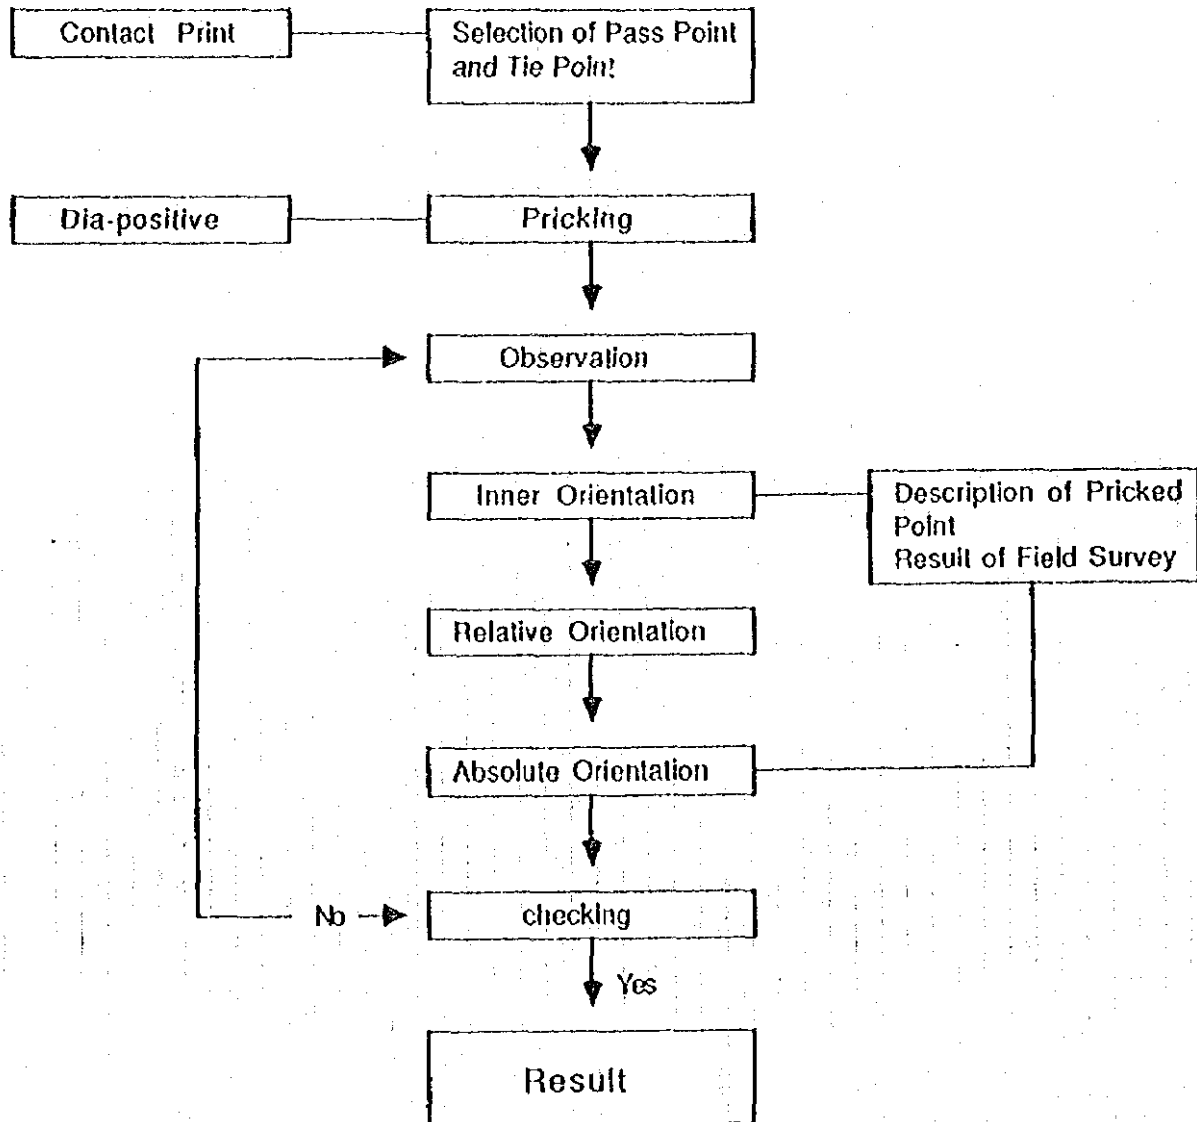 Contact Print
Selection of Pass Point
and Tie Point
Dia-positive
Pricking
Observation
Inner Orientation
Description of Pricked
Point
Result of Field Survey
Relative Orientation
Absolute Orientation
No
checking
Yes
Result